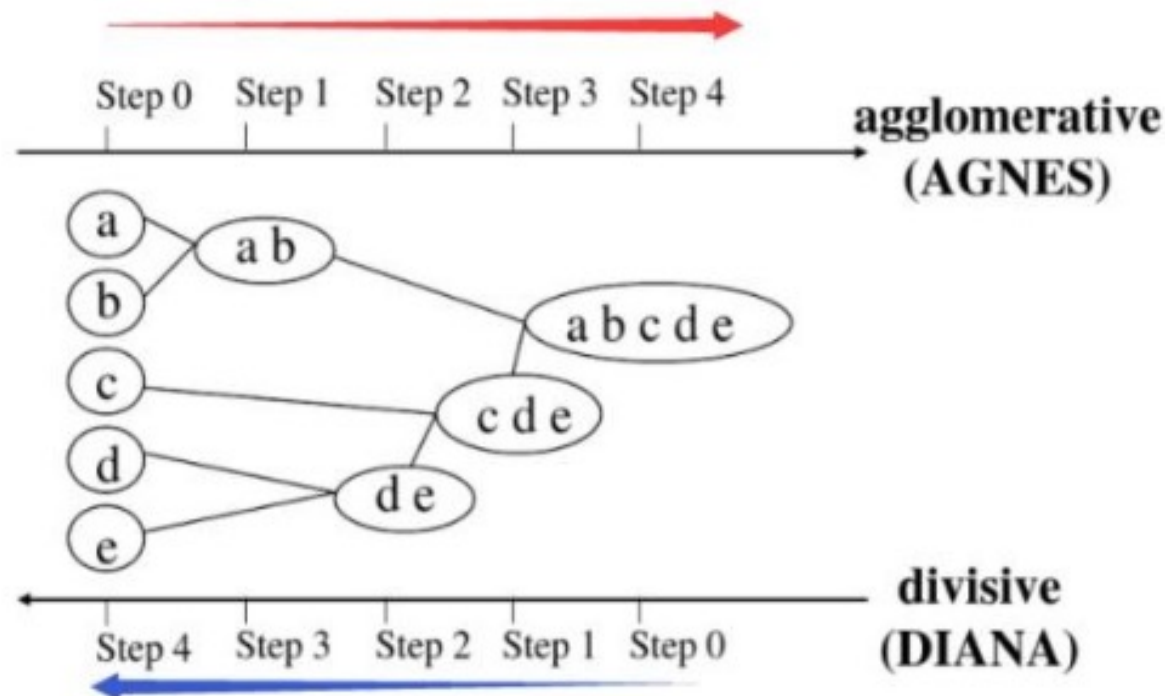 Step 0 Step 1 Step 2 Step 3 Step 4
agglomerative
(AGNES)
a
a b
b
a b c d e
c
c d e
d
d e
e
divisive
(DIANA)
Step 4 Step 3 Step 2 Step 1 Step 0